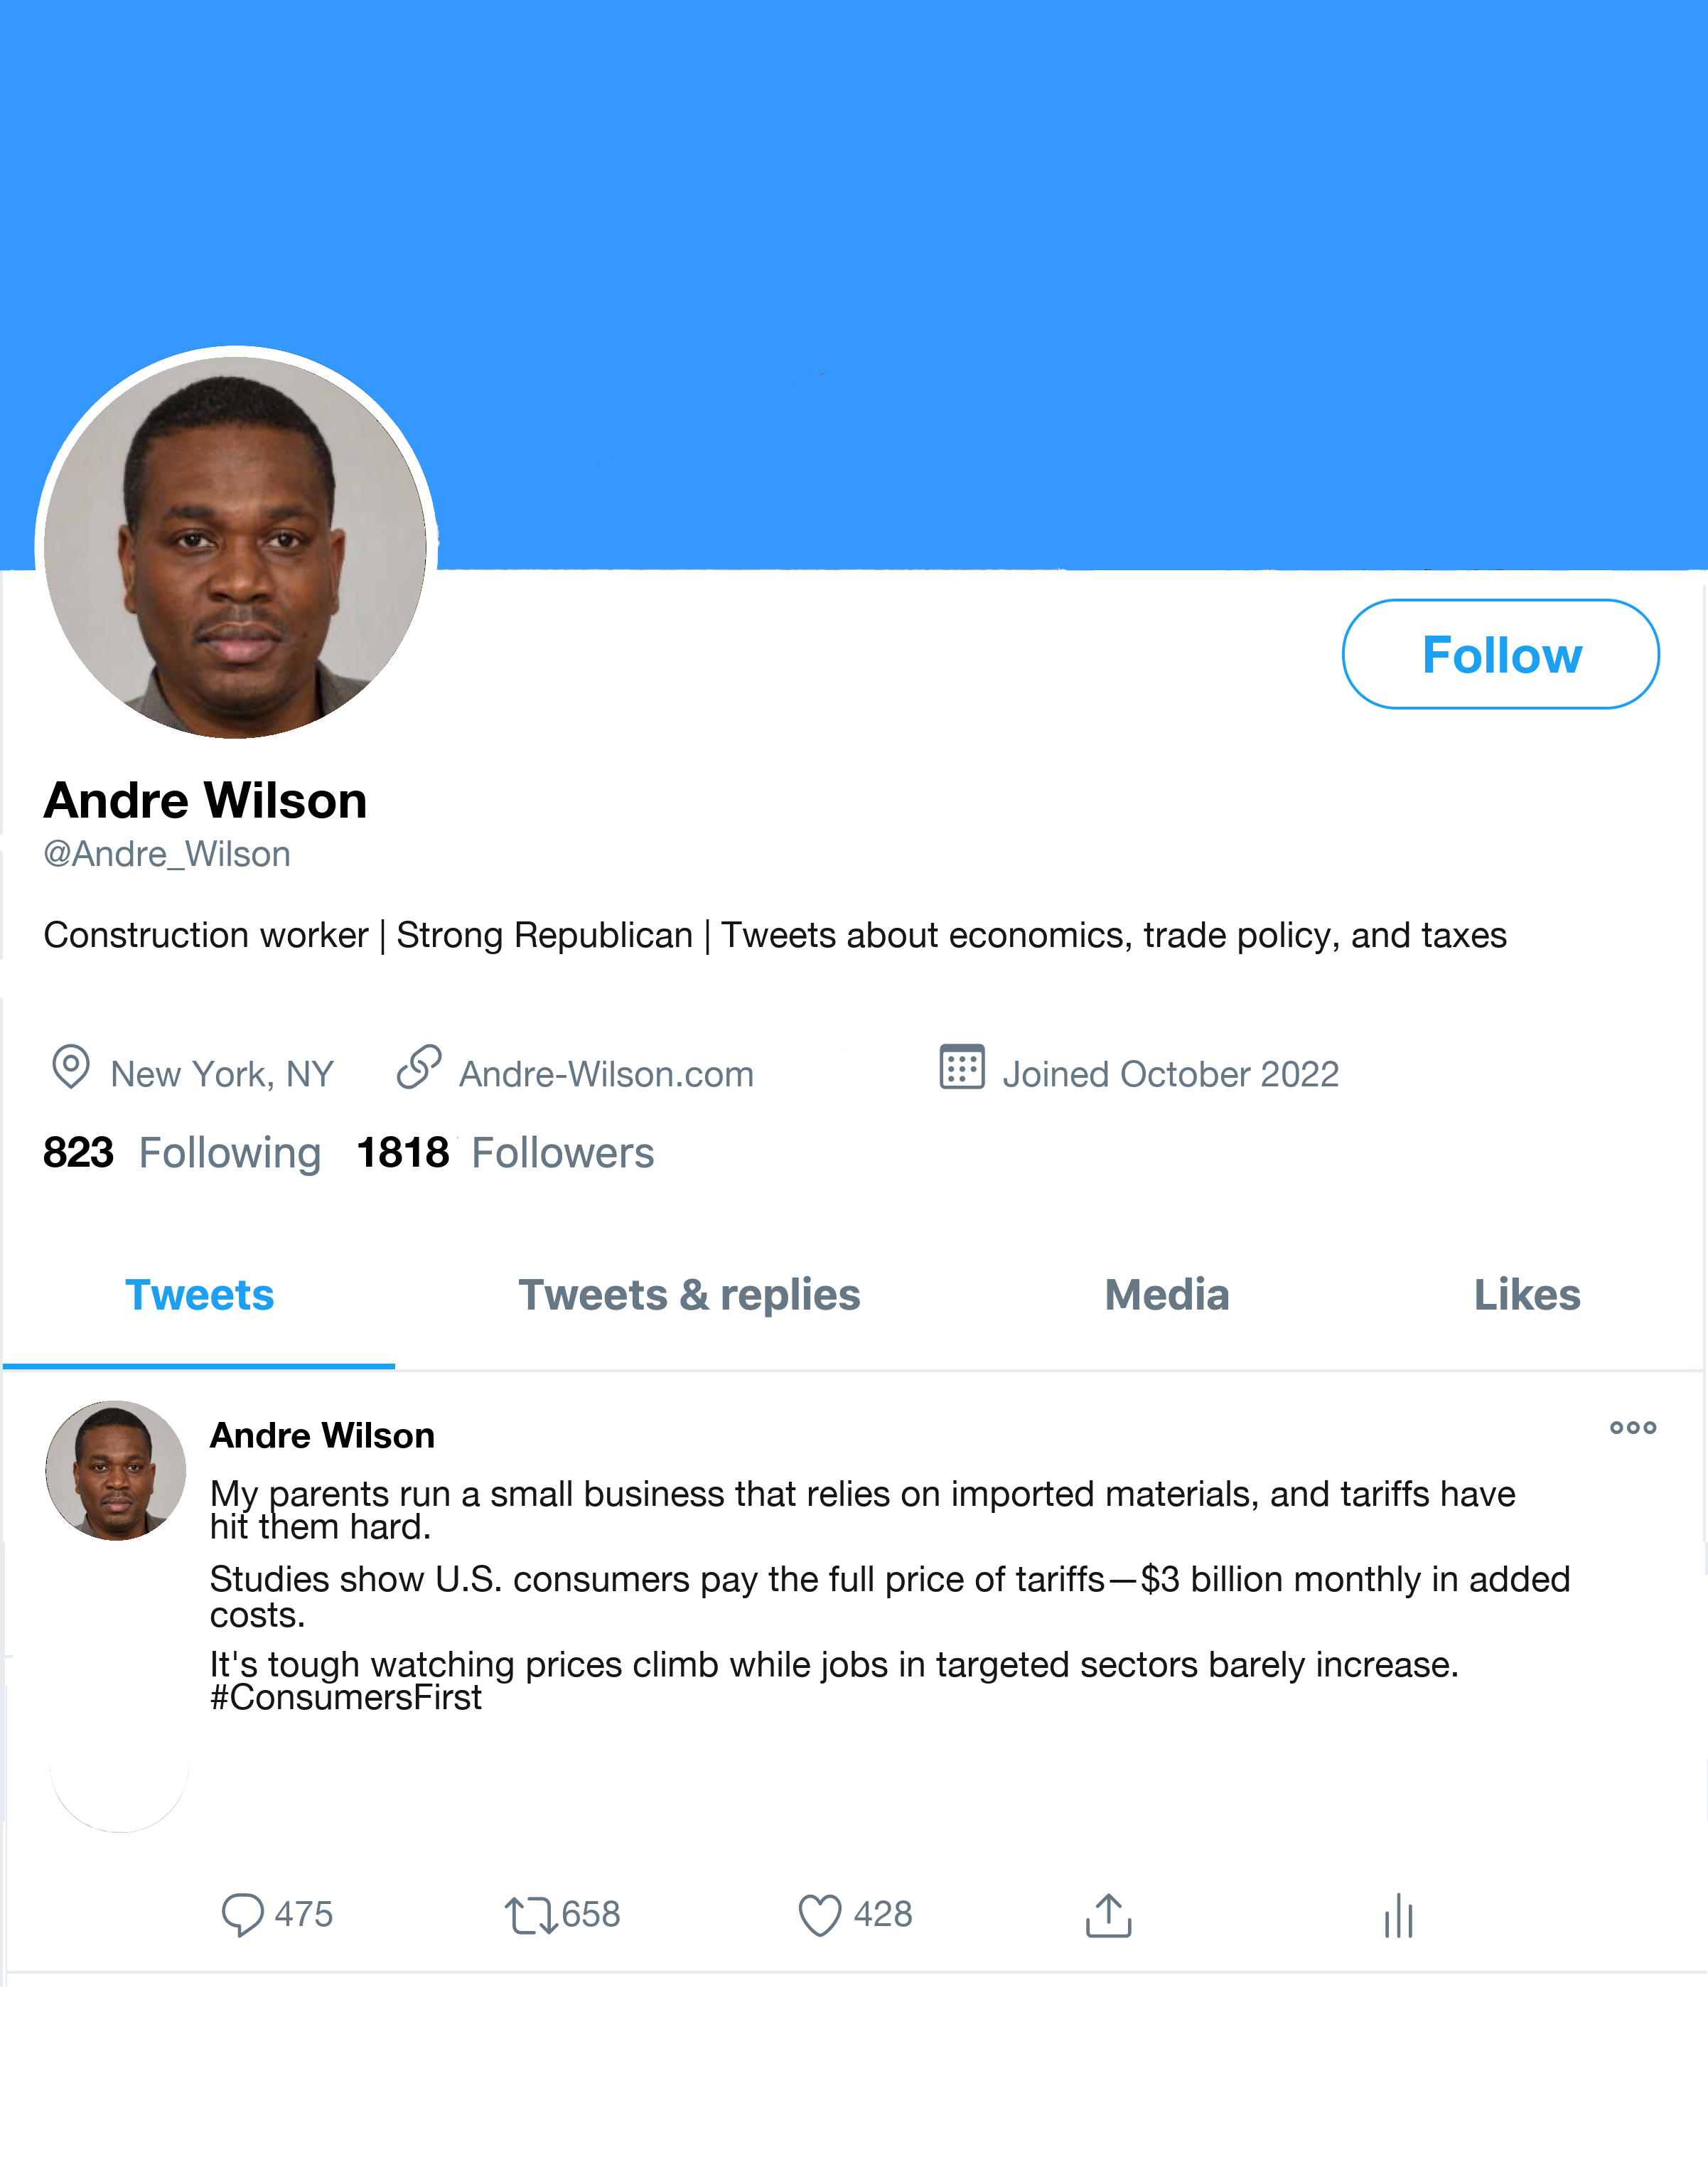 Follow
Andre Wilson
@Andre_Wilson
Construction worker | Strong Republican | Tweets about economics, trade policy, and taxes
New York, NY Andre-Wilson.com Joined October 2022
823 Following 1818 Followers
Tweets Tweets & replies Media Likes
Andre Wilson
My parents run a small business that relies on imported materials, and tariffs have
hit them hard.
Studies show U.S. consumers pay the full price of tariffs—$3 billion monthly in added
costs.
It's tough watching prices climb while jobs in targeted sectors barely increase.
#ConsumersFirst
475 658 428